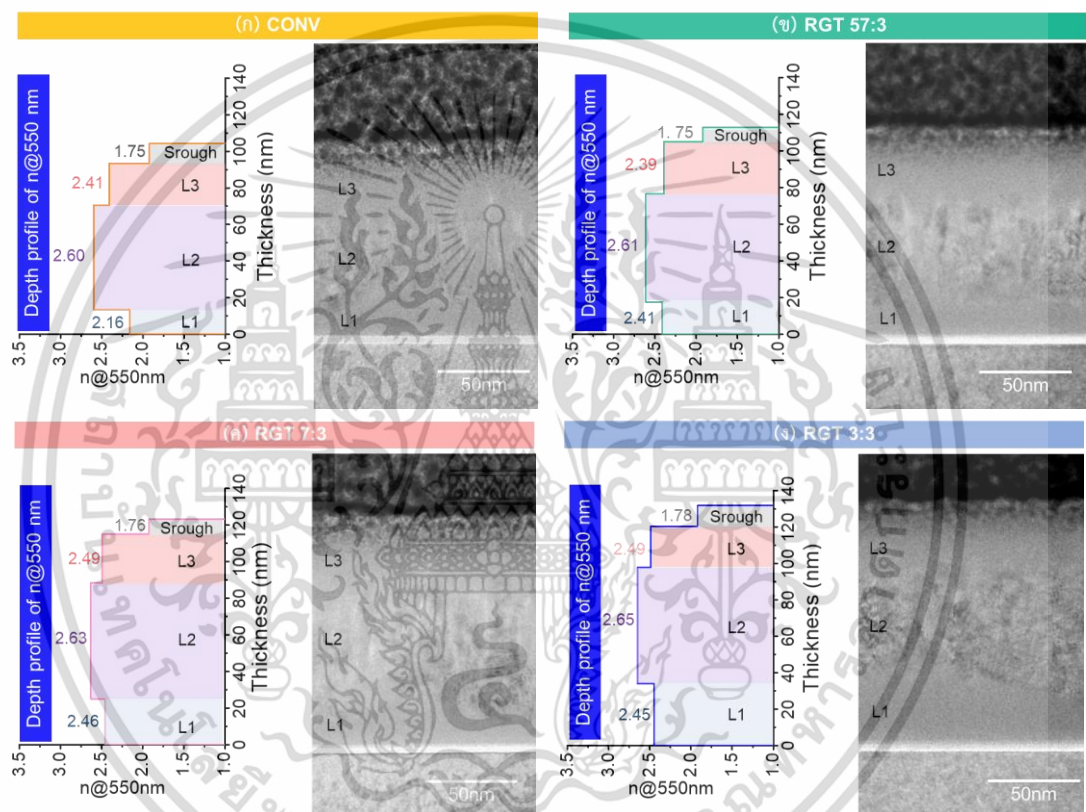 (ก) CONV
Depth profile of n@550 nm
1.75
2.41
2.60
2.16
Srough
L3
L2
L1
0 20 40 60 80 100 120 140
Thickness (nm)
3.5 3.0 2.5 2.0 1.5 1.0
n@550nm
L3
L2
L1
50nm
(ข) RGT 57:3
Depth profile of n@550 nm
1.75
2.39
2.61
2.41
Srough
L3
L2
L1
0 20 40 60 80 100 120 140
Thickness (nm)
3.5 3.0 2.5 2.0 1.5 1.0
n@550nm
L3
L2
L1
50nm
(ค) RGT 7:3
Depth profile of n@550 nm
1.76
2.49
2.63
2.46
Srough
L3
L2
L1
0 20 40 60 80 100 120 140
Thickness (nm)
3.5 3.0 2.5 2.0 1.5 1.0
n@550nm
L3
L2
L1
50nm
(ง) RGT 3:3
Depth profile of n@550 nm
1.78
2.49
2.65
2.45
Srough
L3
L2
L1
0 20 40 60 80 100 120 140
Thickness (nm)
3.5 3.0 2.5 2.0 1.5 1.0
n@550nm
L3
L2
L1
50nm